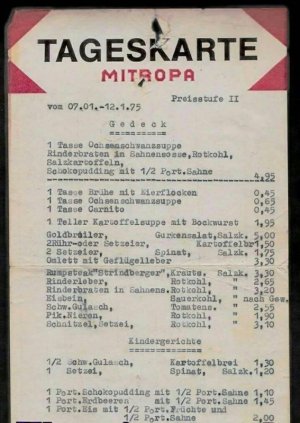 TAGESKARTE
MITROPA
Preisstufe II
vom 07.01.-12.1.75
Gedeck
1 Tasse Ochsenschwanzsuppe
Rinderbraten in Sahnensosse,Rotkohl,
Salzkartoffeln,
Schokopudding mit 1/2 Port.Sahne
4,95
1 Tasse Brühe mit Eierflocken 0,45
1 Tasse Ochsenschwanzsuppe 0,65
1 Tasse Garnito 0,45
1 Teller Kartoffelsuppe mit Bockwurst 1,95
Goldbroiler, Gurkensalat,Salzk. 5,00
2Rühr-oder Setzeier, Kartoffelbr1,50
2 Setzeier, Spinat, Salzk. 1,75
Omlett mit Geflügelleber 3,30
Rumpsteak"Strindberger",Krauts. Salzk. 3,30
Rinderleber, Rotkohl, " 2,65
Rinderbraten in Sahnens.Rotkohl, " 3,20
Eisbein, Sauerkohl, " nach Gew.
Schw.Gulasch, Tomatens. " 2,55
Pik.Nieren, Rotkohl, " 1,90
Schnitzel,Setzei, Rotkohl, " 3,10
Kindergerichte
1/2 Schw.Gulasch, Kartoffelbrei 1,30
1 Setzei, Spinat, Salzk. 1,20
1 Port.Schokopudding mit 1/2 Port.Sahne 1,10
1 Port.Erdbeeren mit 1/2 Port.Sahne 1,45
1 Port.Eis mit 1/2 Port.Früchte und
1/2 Port.Sahne 2,00